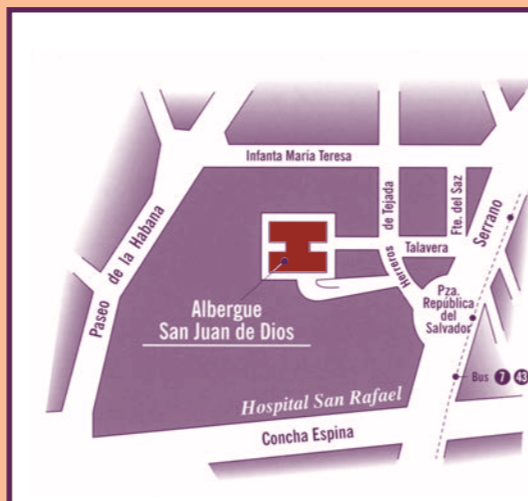 Infanta María Teresa
Paseo de la Habana
Herreros de Tejada
Fte. del Saz
Serrano
Talavera
Pza.
República
del
Salvador
Albergue
San Juan de Dios
Bus 7 43
Hospital San Rafael
Concha Espina